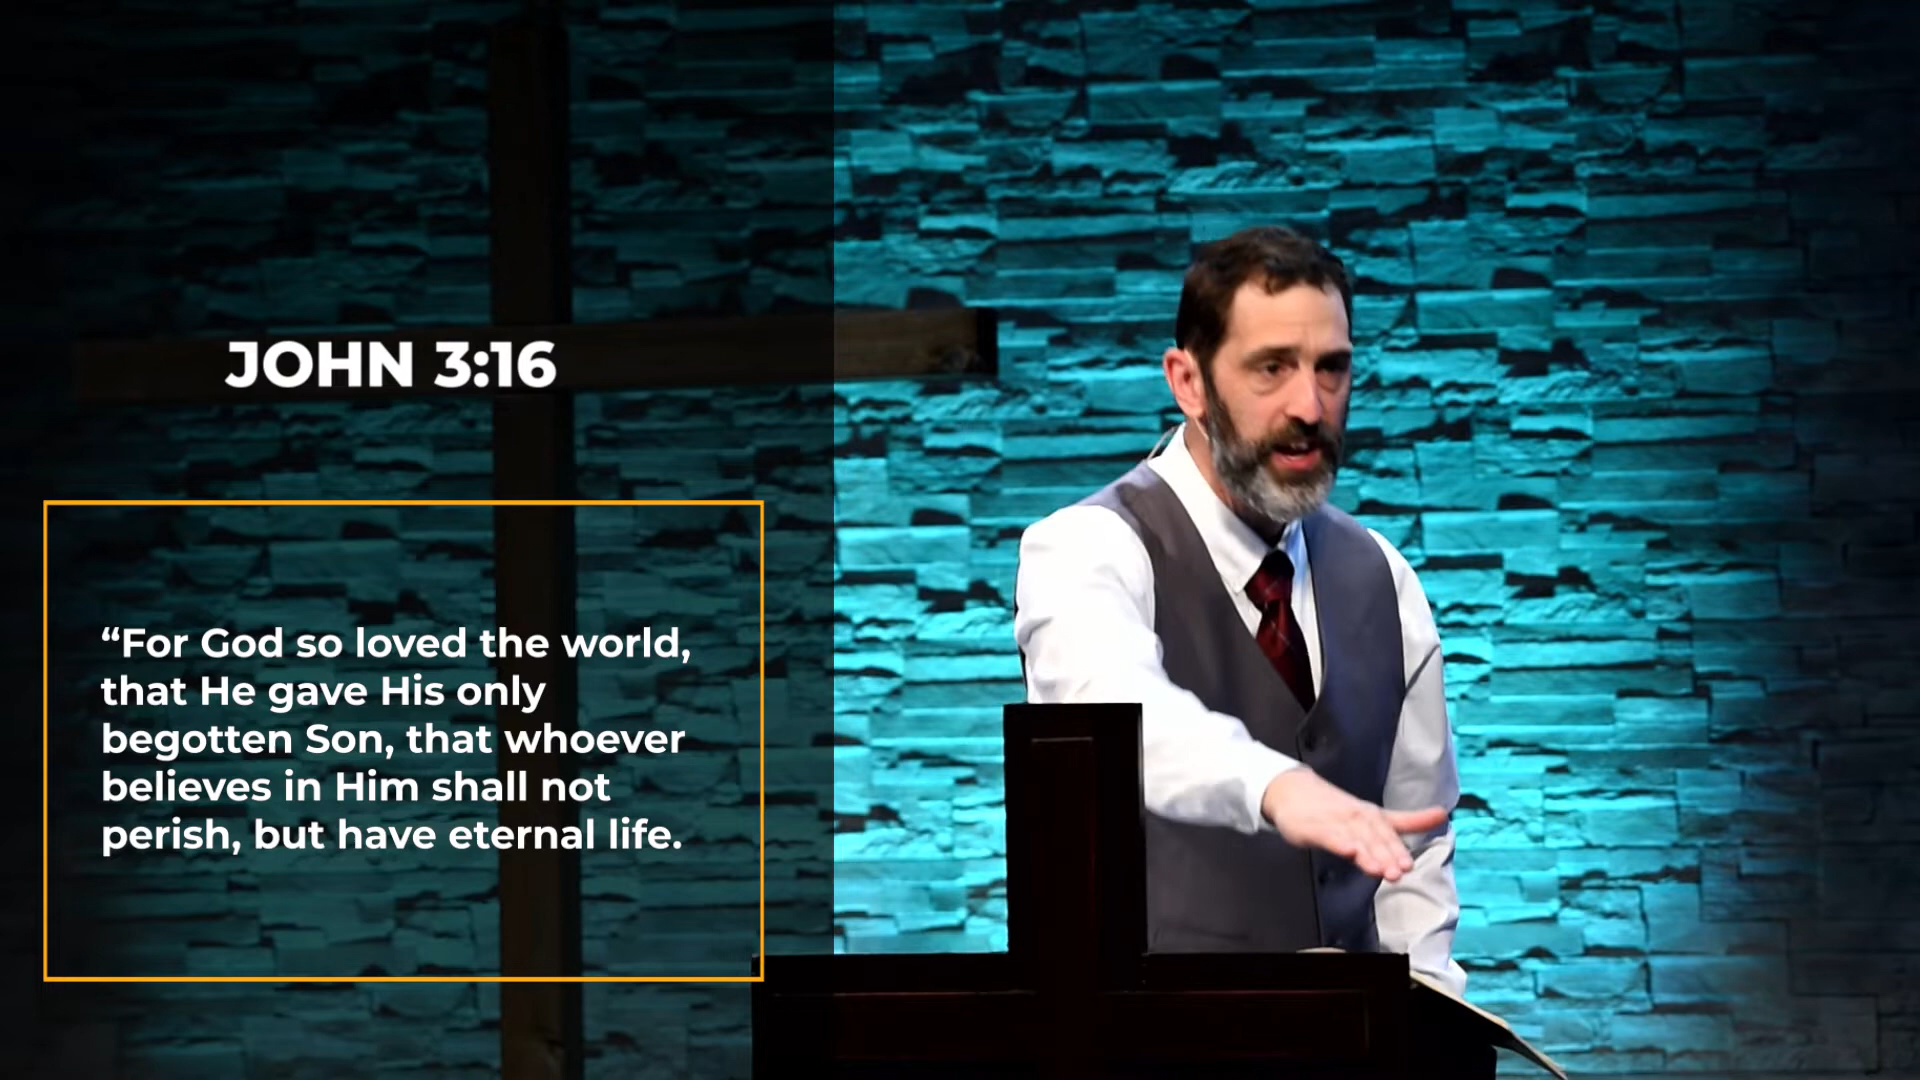 JOHN 3:16
“For God so loved the world,
that He gave His only
begotten Son, that whoever
believes in Him shall not
perish, but have eternal life.